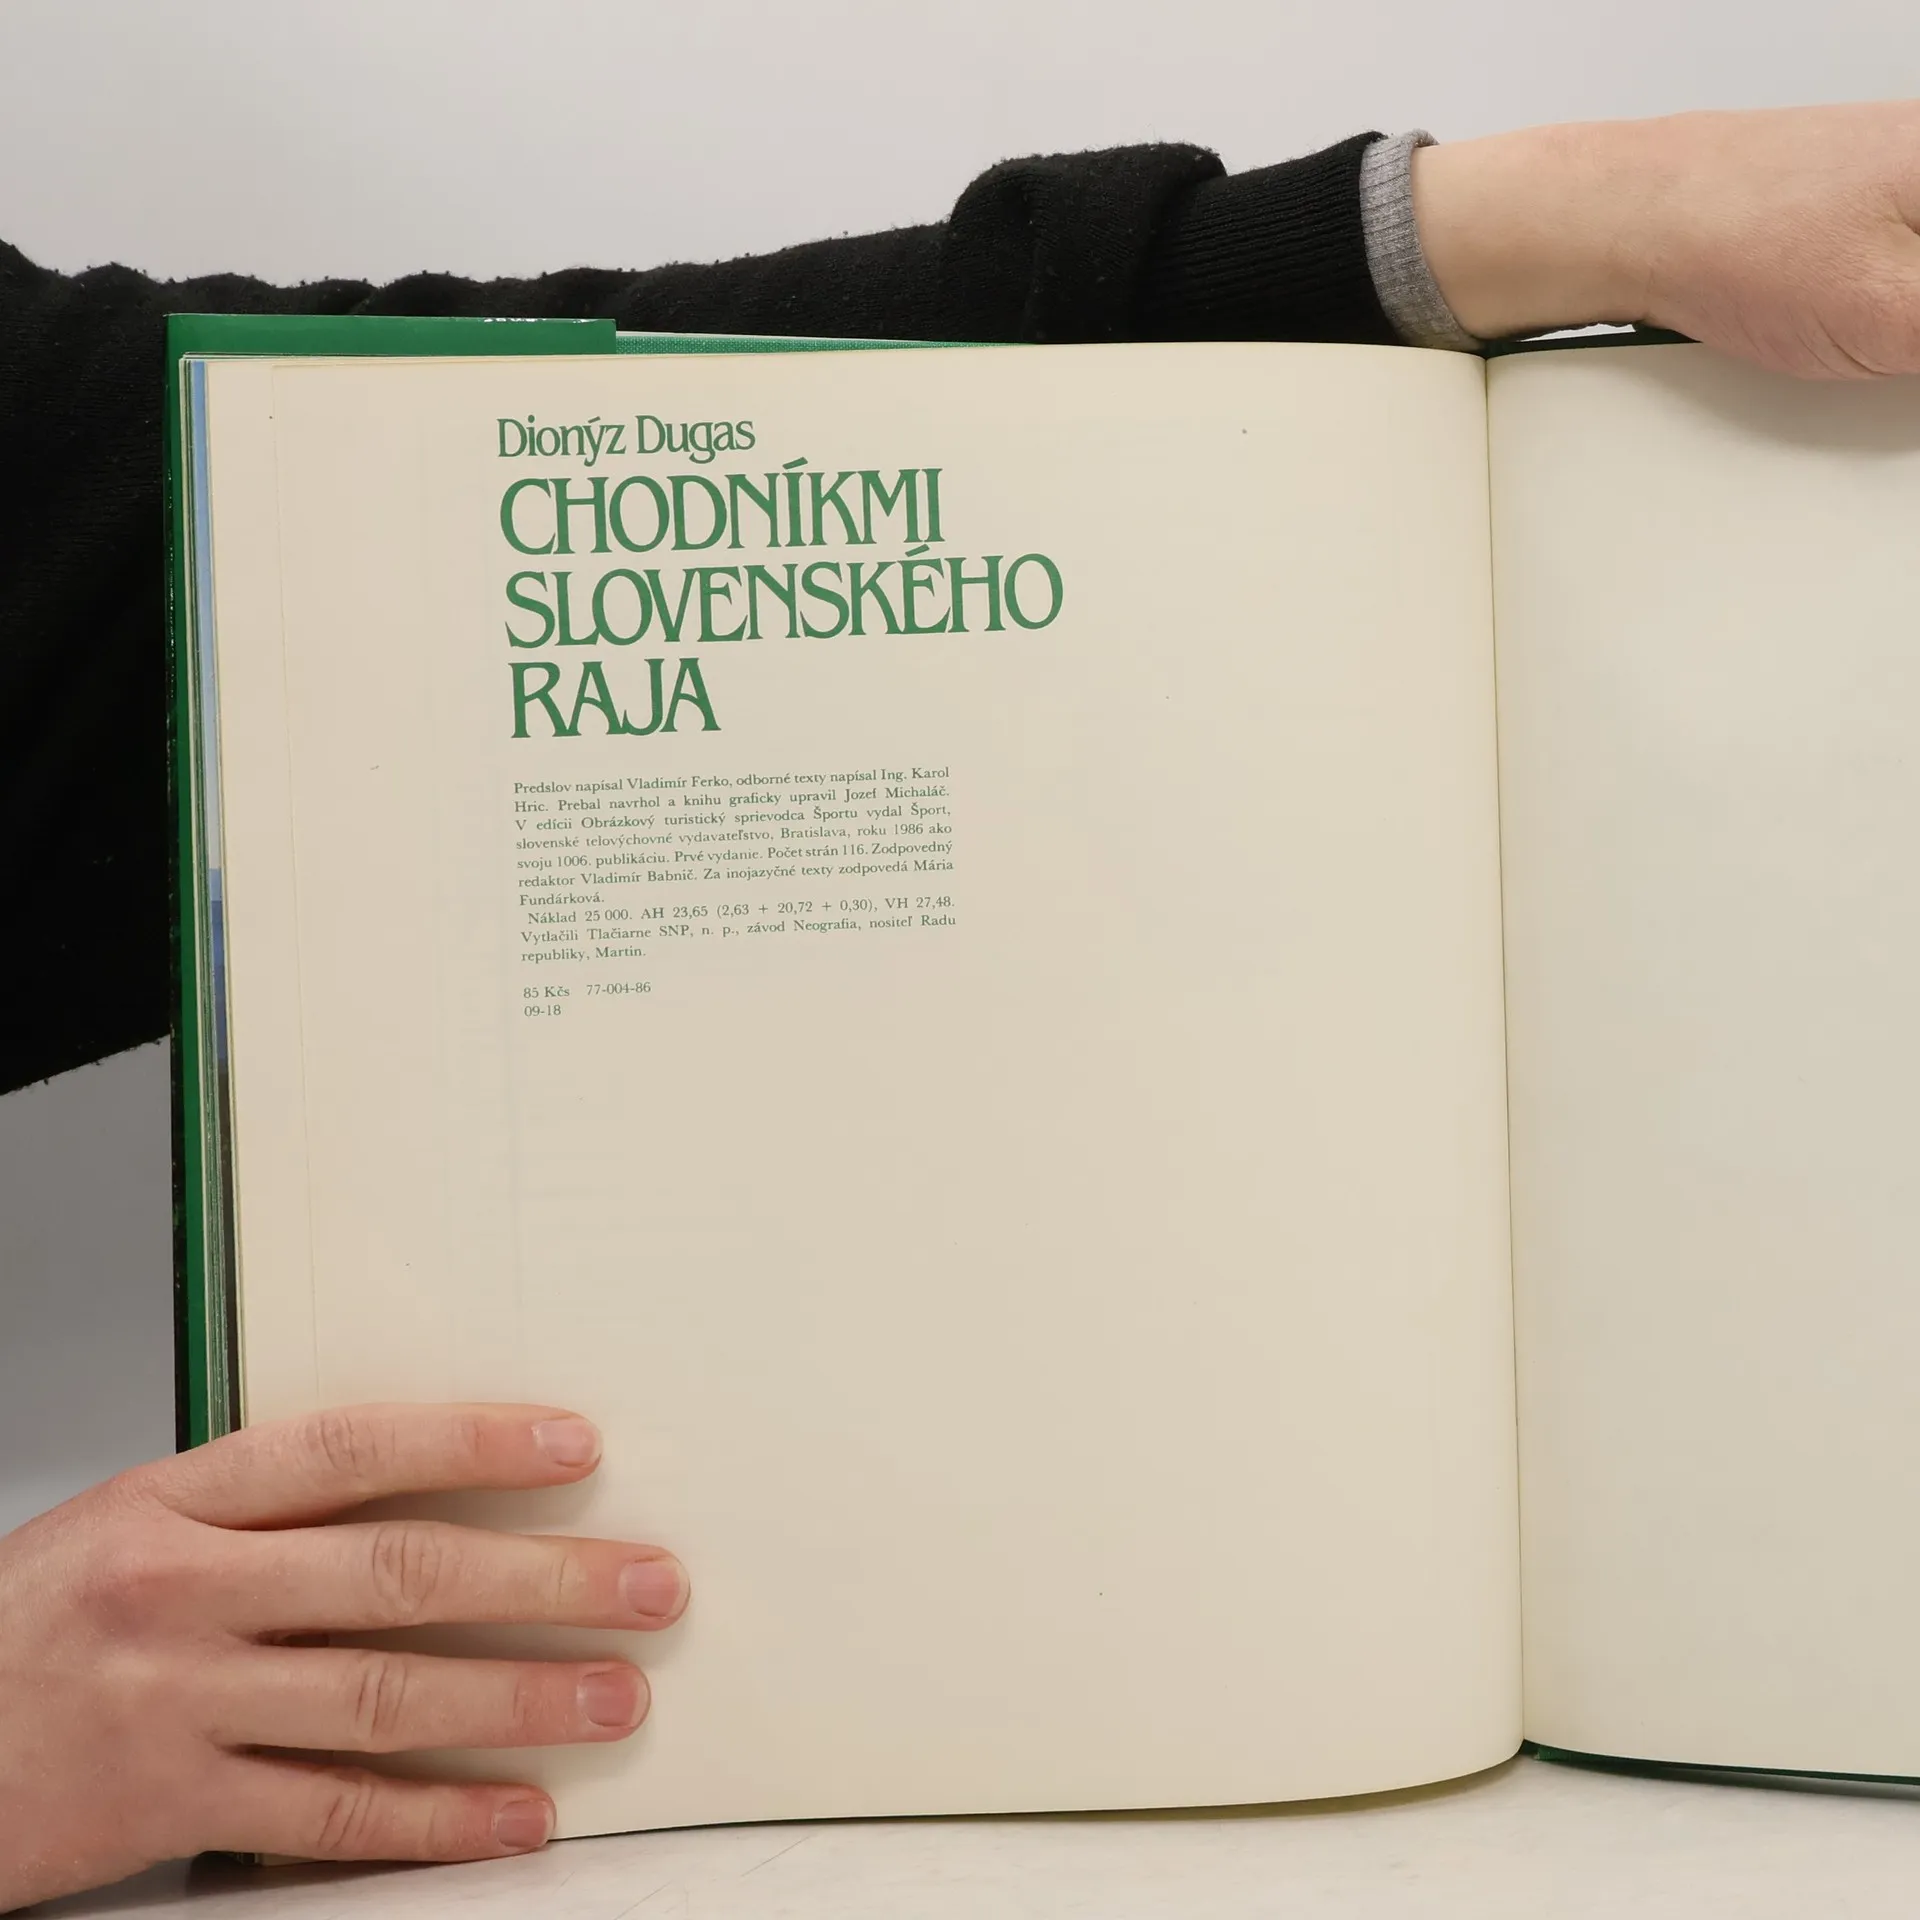 Dionýz Dugas
CHODNÍKMI
SLOVENSKÉHO
RAJA
Predslov napísal Vladimír Ferko, odborné texty napísal Ing. Karol
Hric. Prebal navrhol a knihu graficky upravil Jozef Michaláč.
V edícii Obrázkový turistický sprievodca Športu vydal Šport,
slovenské telovýchovné vydavateľstvo, Bratislava, roku 1986 ako
svoju 1006. publikáciu. Prvé vydanie. Počet strán 116. Zodpovedný
redaktor Vladimír Babnič. Za inojazyčné texty zodpovedá Mária
Fundárková.
Náklad 25 000. AH 23,65 (2,63 + 20,72 + 0,30), VH 27,48.
Vytlačili Tlačiarne SNP, n. p., závod Neografia, nositeľ Radu
republiky, Martin.
85 Kčs 77-004-86
09-18